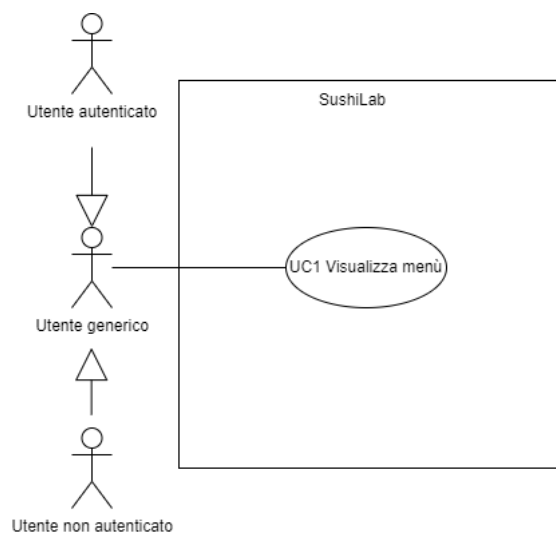 Utente autenticato
SushiLab
UC1 Visualizza menù
Utente generico
Utente non autenticato